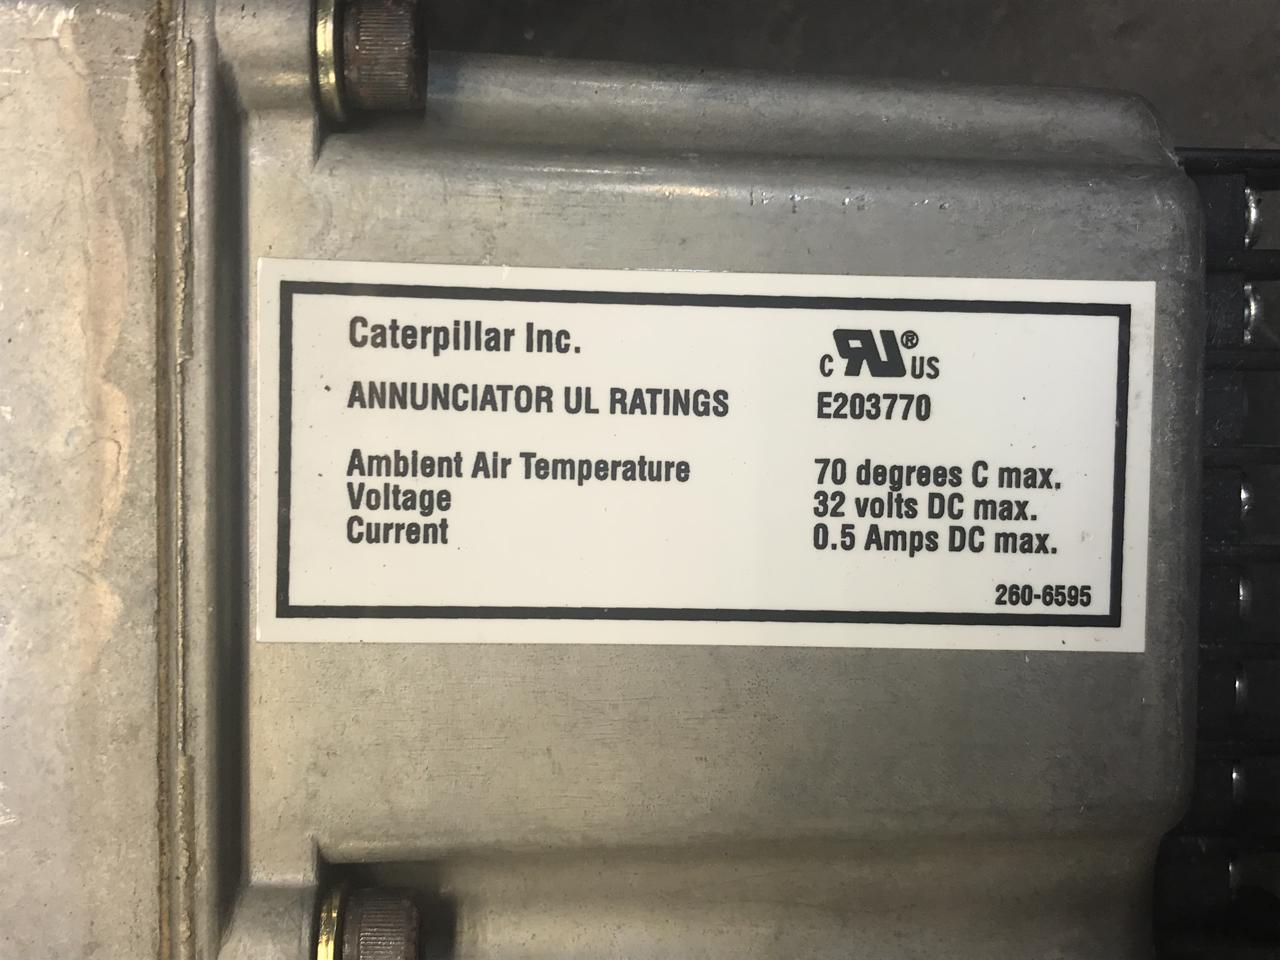 Caterpillar Inc.
ANNUNCIATOR UL RATINGS
Ambient Air Temperature
Voltage
Current
C RU® US
E203770
70 degrees C max.
32 volts DC max.
0.5 Amps DC max.
260-6595